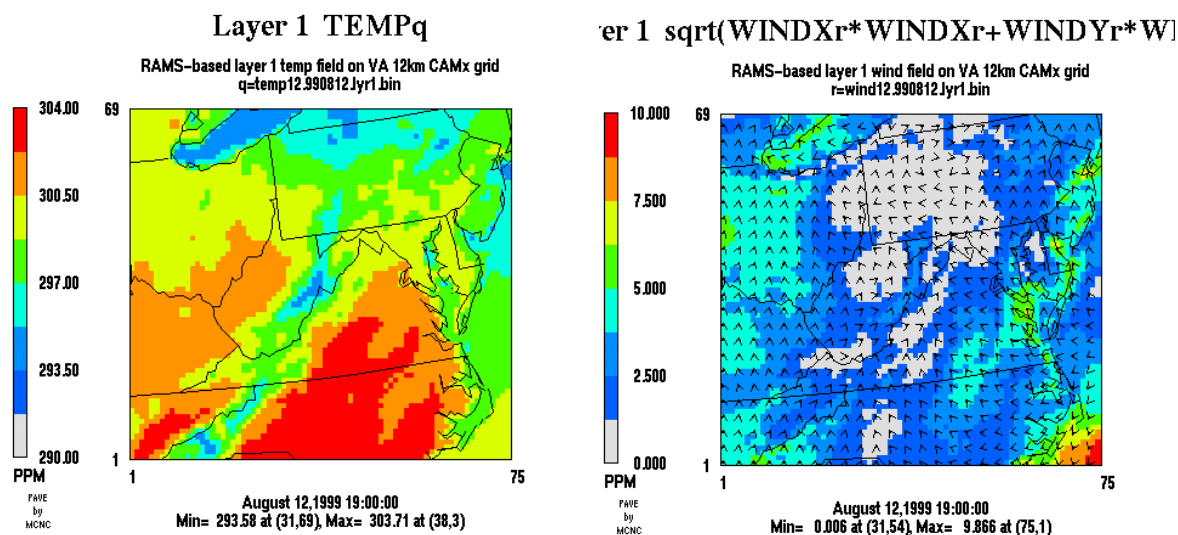 Layer 1 TEMPq
RAMS-based layer 1 temp field on VA 12km CAMx grid
q=temp12.990812.lyr1.bin
304.00
300.50
297.00
293.50
290.00
PPM
PAVE
by
MCNC
69
1
1
75
August 12,1999 19:00:00
Min= 293.58 at (31,69), Max= 303.71 at (38,3)
er 1 sqrt(WINDXr*WINDXr+WINDYr*WI
RAMS-based layer 1 wind field on VA 12km CAMx grid
r=wind12.990812.lyr1.bin
10.000
7.500
5.000
2.500
0.000
PPM
PAVE
by
MCNC
69
1
1
75
August 12,1999 19:00:00
Min= 0.006 at (31,54), Max= 9.866 at (75,1)